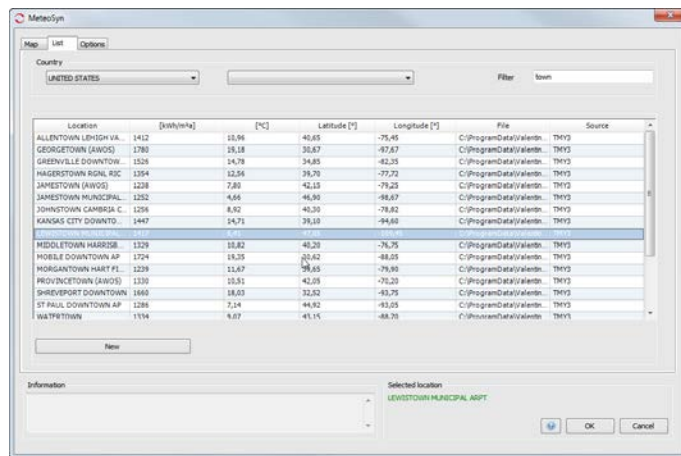 MeteoSyn
Map List Options
Country
UNITED STATES
Filter town
Location [kWh/m²a] [°C] Latitude [°] Longitude [°] File Source
ALLENTOWN LEHIGH VA... 1412 10,96 40,65 -75,45 C:\ProgramData\Valentin... TMY3
GEORGETOWN (AWOS) 1780 19,18 30,67 -97,67 C:\ProgramData\Valentin... TMY3
GREENVILLE DOWNTOW... 1526 14,78 34,85 -82,35 C:\ProgramData\Valentin... TMY3
HAGERSTOWN RGNL RIC 1354 12,56 39,70 -77,72 C:\ProgramData\Valentin... TMY3
JAMESTOWN (AWOS) 1238 7,80 42,15 -79,25 C:\ProgramData\Valentin... TMY3
JAMESTOWN MUNICIPAL... 1252 4,66 46,90 -98,67 C:\ProgramData\Valentin... TMY3
JOHNSTOWN CAMBRIA C... 1256 8,92 40,30 -78,82 C:\ProgramData\Valentin... TMY3
KANSAS CITY DOWNTO... 1447 14,71 39,10 -94,60 C:\ProgramData\Valentin... TMY3
LEWISTOWN MUNICIPAL... 47,05 C:\ProgramData\Valentin... TMY3
MIDDLETOWN HARRISB... 1329 10,82 40,20 -76,75 C:\ProgramData\Valentin... TMY3
MOBILE DOWNTOWN AP 1724 19,35 30,62 -88,05 C:\ProgramData\Valentin... TMY3
MORGANTOWN HART FI... 1239 11,67 39,65 -79,90 C:\ProgramData\Valentin... TMY3
PROVINCETOWN (AWOS) 1330 10,51 42,05 -70,20 C:\ProgramData\Valentin... TMY3
SHREVEPORT DOWNTOWN 1660 18,03 32,52 -93,75 C:\ProgramData\Valentin... TMY3
ST PAUL DOWNTOWN AP 1286 7,14 44,92 -93,05 C:\ProgramData\Valentin... TMY3
WATERTOWN 1334 9,07 43,15 -88,70 C:\ProgramData\Valentin... TMY3
New
Information
Selected location
LEWISTOWN MUNICIPAL ARPT
OK Cancel